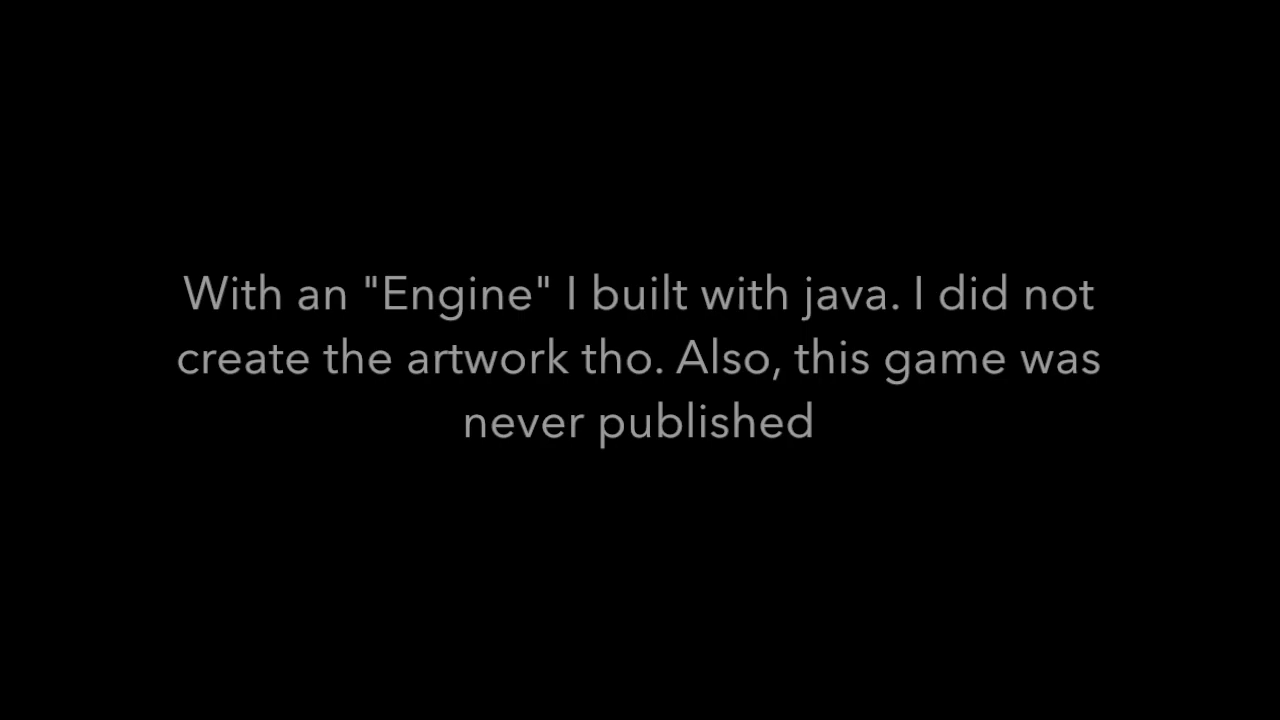 With an "Engine" I built with java. I did not
create the artwork tho. Also, this game was
never published